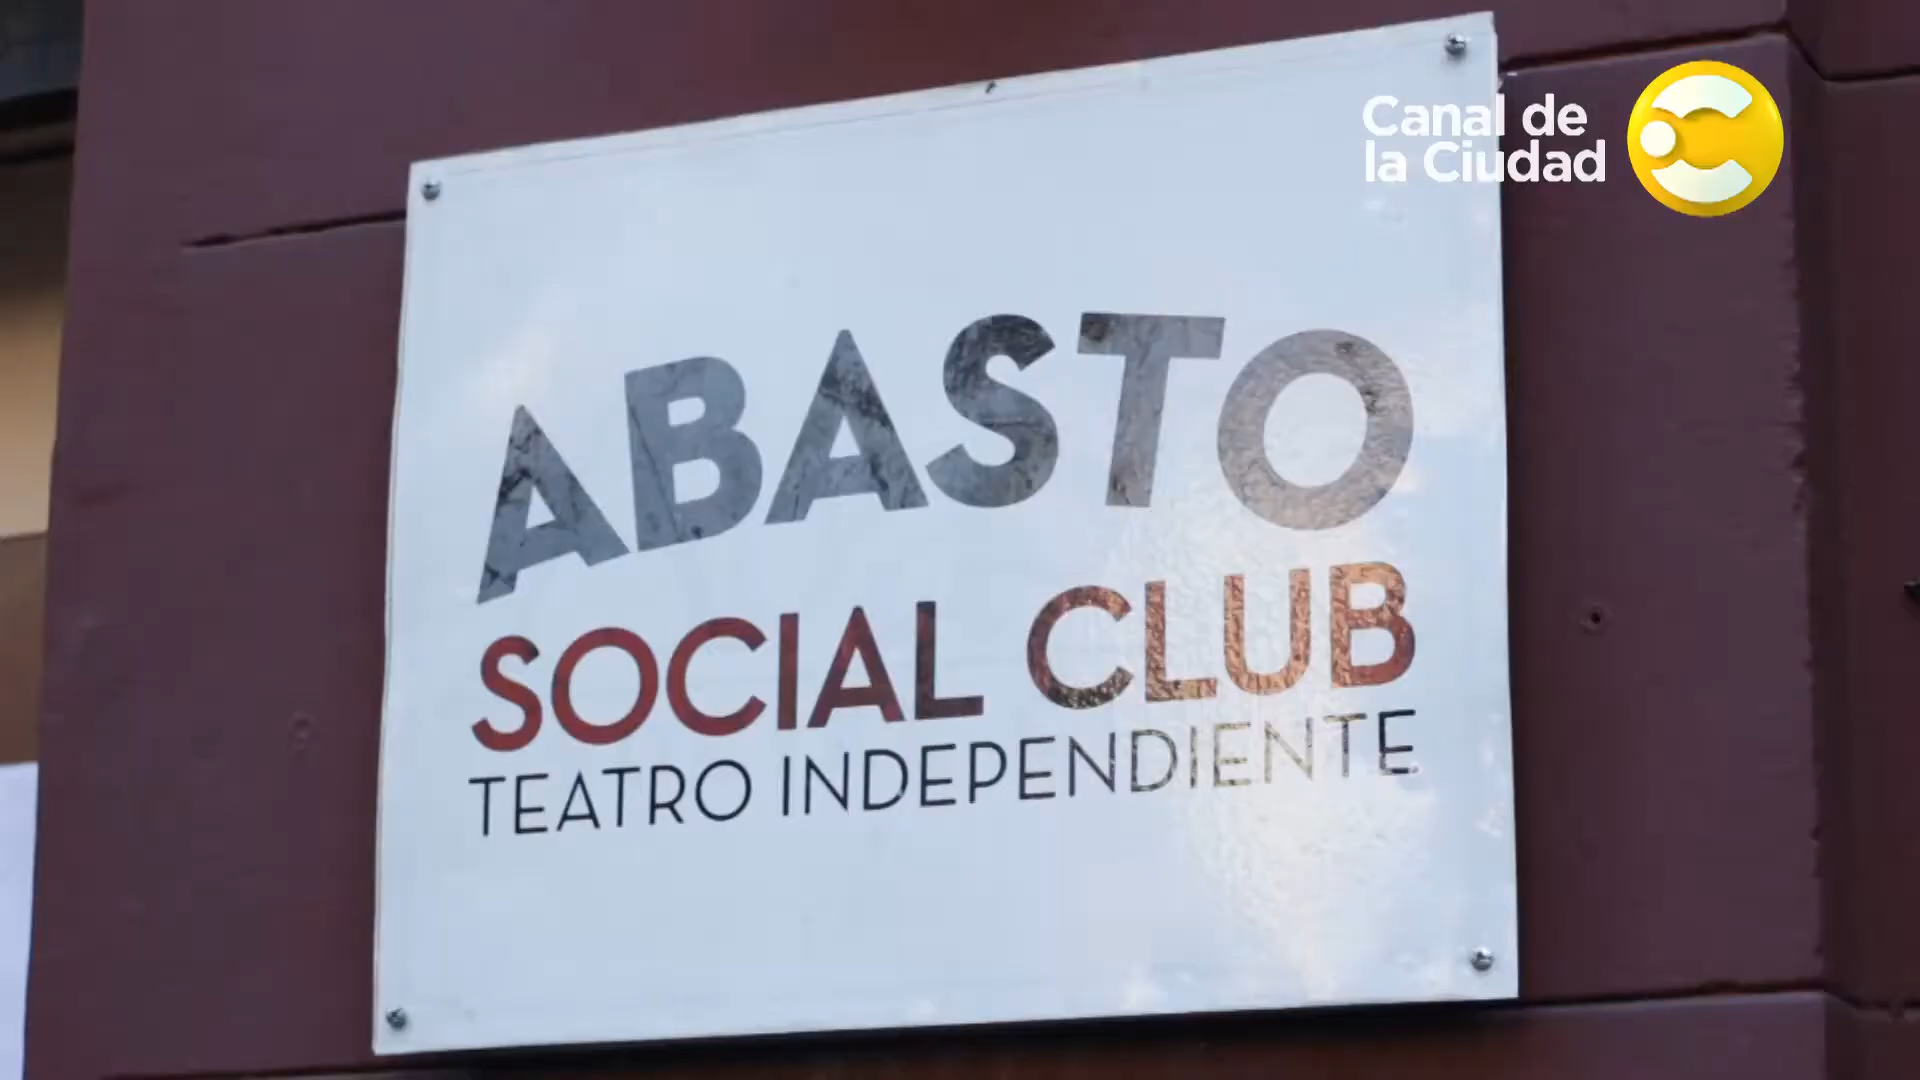 Canal de
la Ciudad
ABASTO
SOCIAL CLUB
TEATRO INDEPENDIENTE